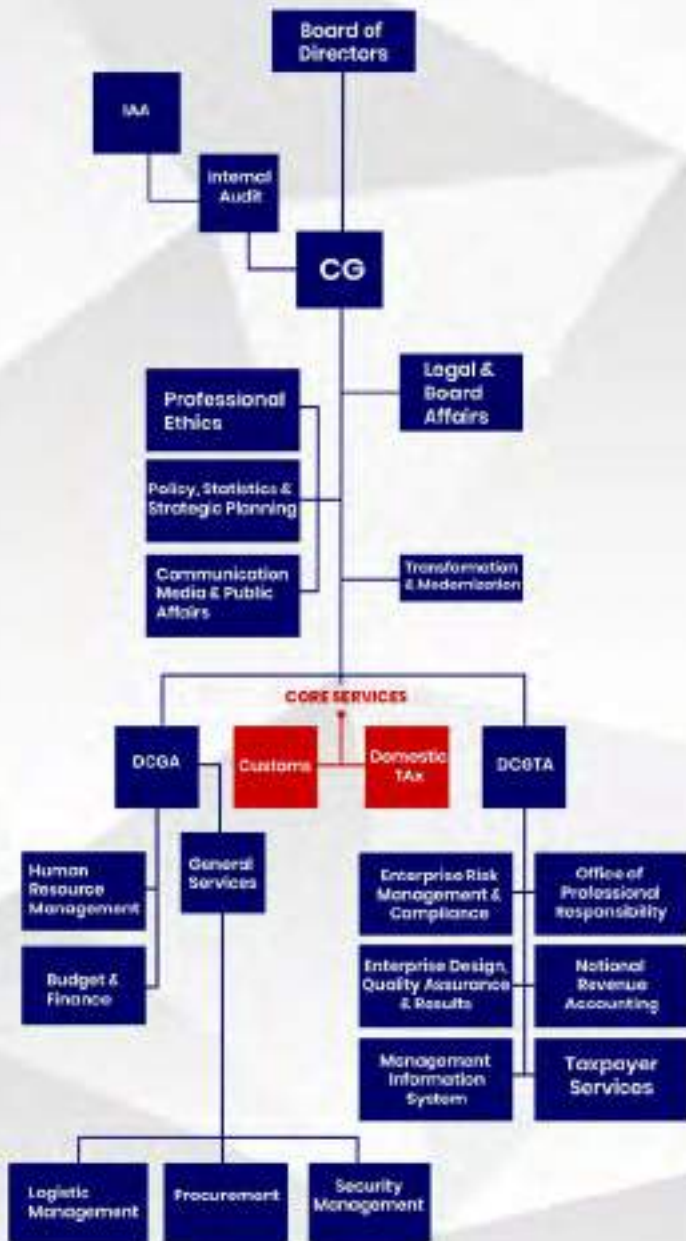 Board of
Directors
IAA
Internal
Audit
CG
Legal &
Board
Affairs
Professional
Ethics
Policy, Statistics &
Strategic Planning
Communication
Media & Public
Affairs
Transformation
& Modernization
CORE SERVICES
DCGA
Customs
Domestic
TAx
DCGTA
Human
Resource
Management
General
Services
Budget &
Finance
Enterprise Risk
Management &
Compliance
Office of
Professional
Responsibility
Enterprise Design,
Quality Assurance
& Results
National
Revenue
Accounting
Management
Information
System
Taxpayer
Services
Logistic
Management
Procurement
Security
Management